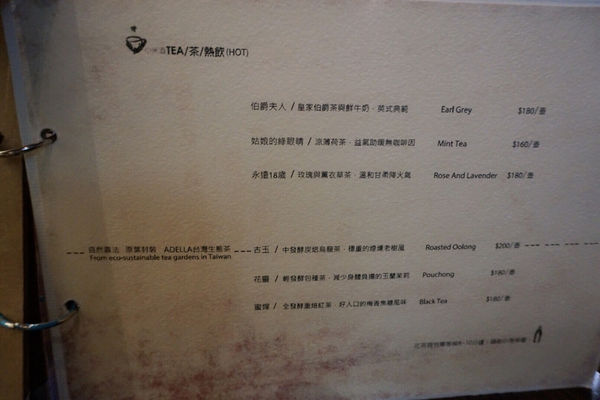 TEA/茶/熱飲(HOT)
伯爵夫人 / 皇家伯爵茶與鮮牛奶，英式典範 Earl Grey $180/壺
姑娘的綠眼睛 / 涼薄荷茶，益氣助暖無咖啡因 Mint Tea $160/壺
永遠18歲 / 玫瑰與薰衣草茶，溫和甘柔降火氣 Rose And Lavender $180/壺
自然農法 原葉封裝 ADELLA台灣生態茶 古玉 / 中發酵炭焙烏龍茶，穩重的煙燻老樹風 Roasted Oolong $200/壺
From eco-sustainable tea gardens in Taiwan
花顏 / 輕發酵包種茶，減少身體負擔的玉蘭茉莉 Pouchong $180/壺
蜜韻 / 全發酵重焙紅茶，好入口的梅香焦糖風味 Black Tea $180/壺